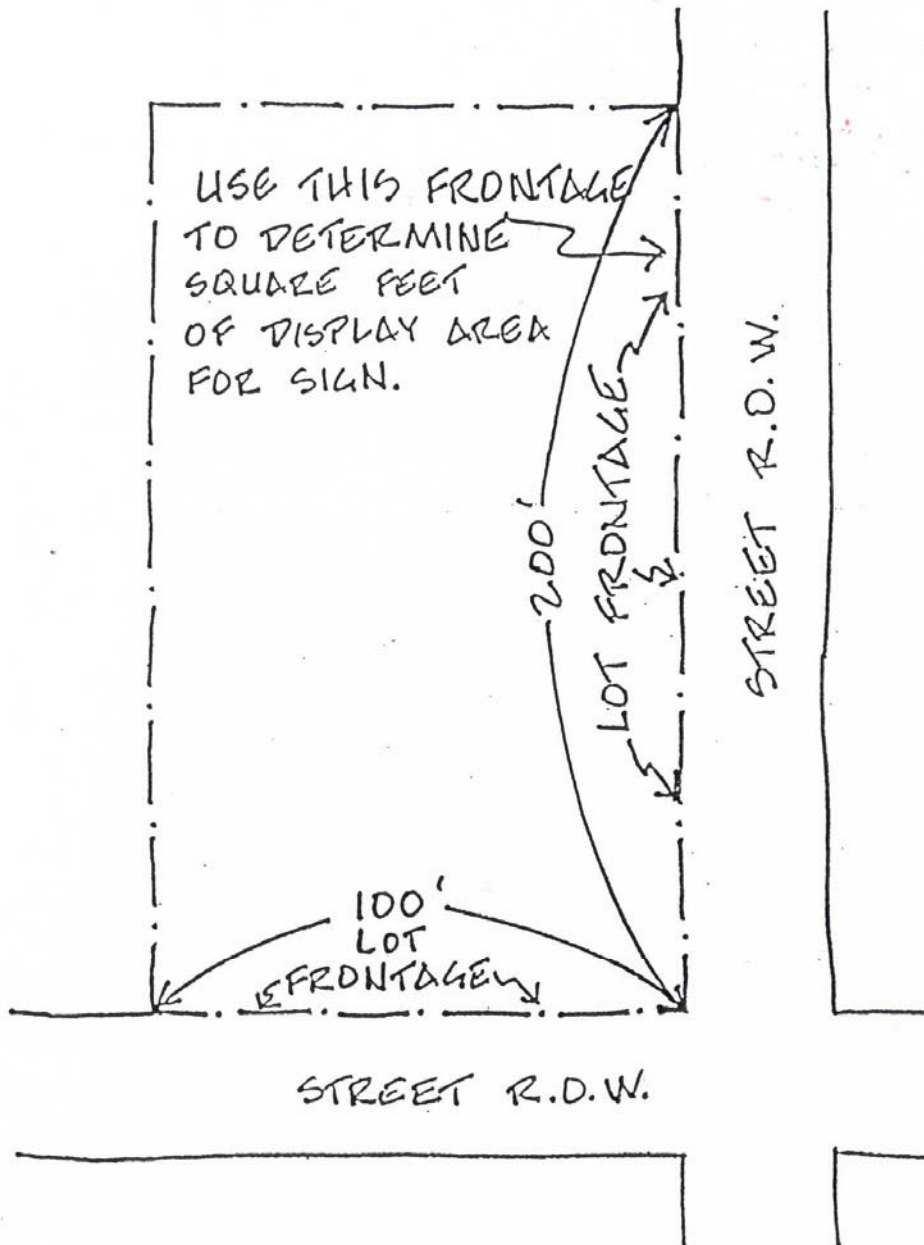 USE THIS FRONTAGE
TO DETERMINE
SQUARE FEET
OF DISPLAY AREA
FOR SIGN.
200'
LOT FRONTAGE
STREET R.O.W.
100'
LOT
FRONTAGE
STREET R.O.W.